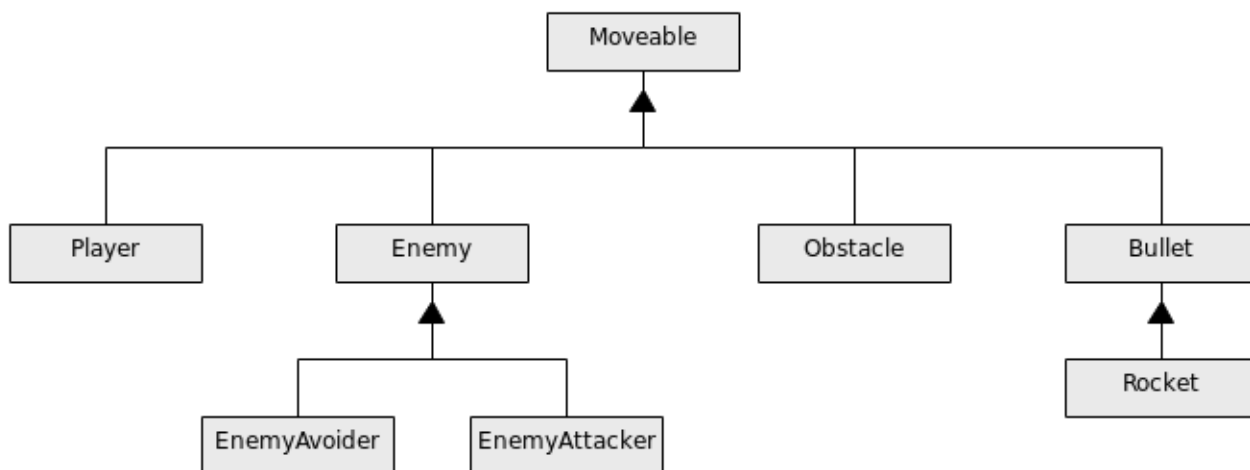 Moveable
Player
Enemy
Obstacle
Bullet
Rocket
EnemyAvoider
EnemyAttacker